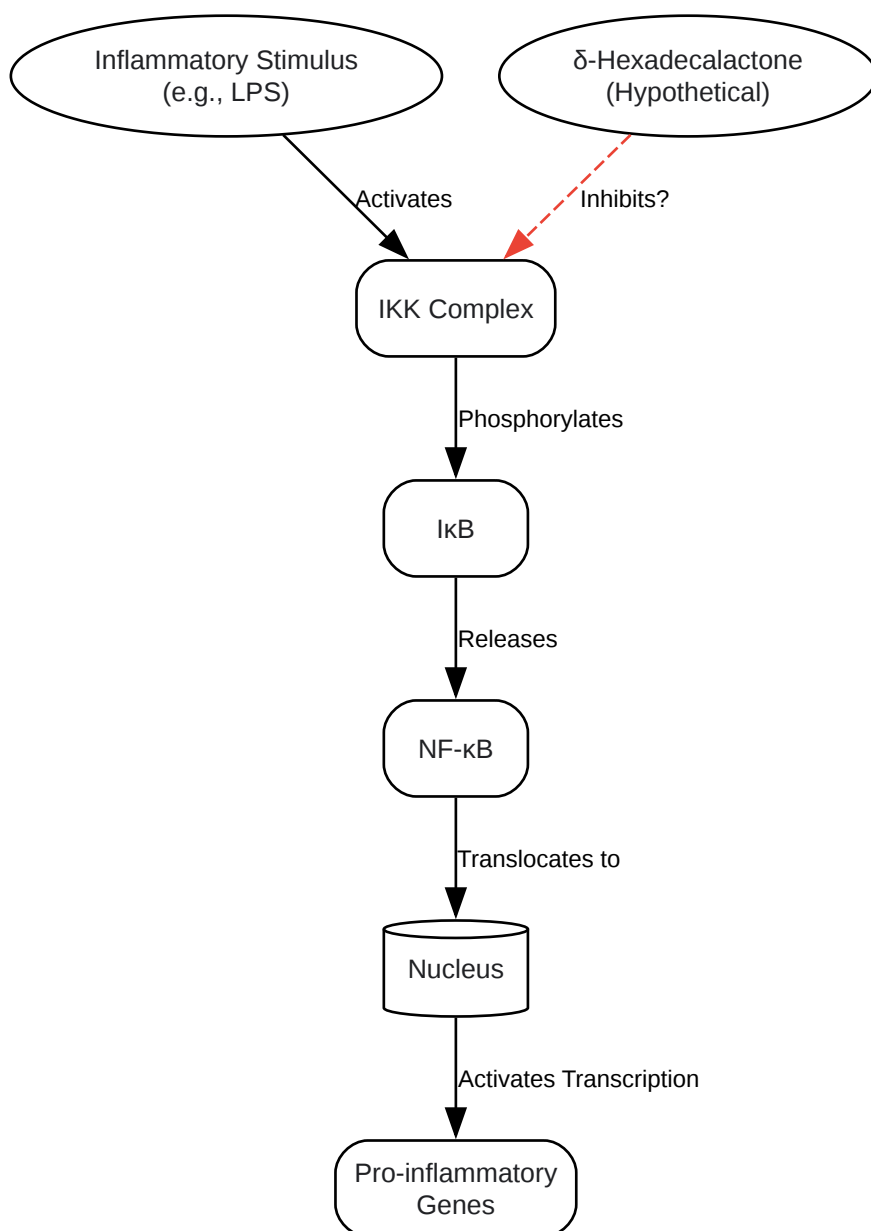 Inflammatory Stimulus
(e.g., LPS)
δ-Hexadecalactone
(Hypothetical)
Activates
Inhibits?
IKK Complex
Phosphorylates
IκB
Releases
NF-κB
Translocates to
Nucleus
Activates Transcription
Pro-inflammatory
Genes